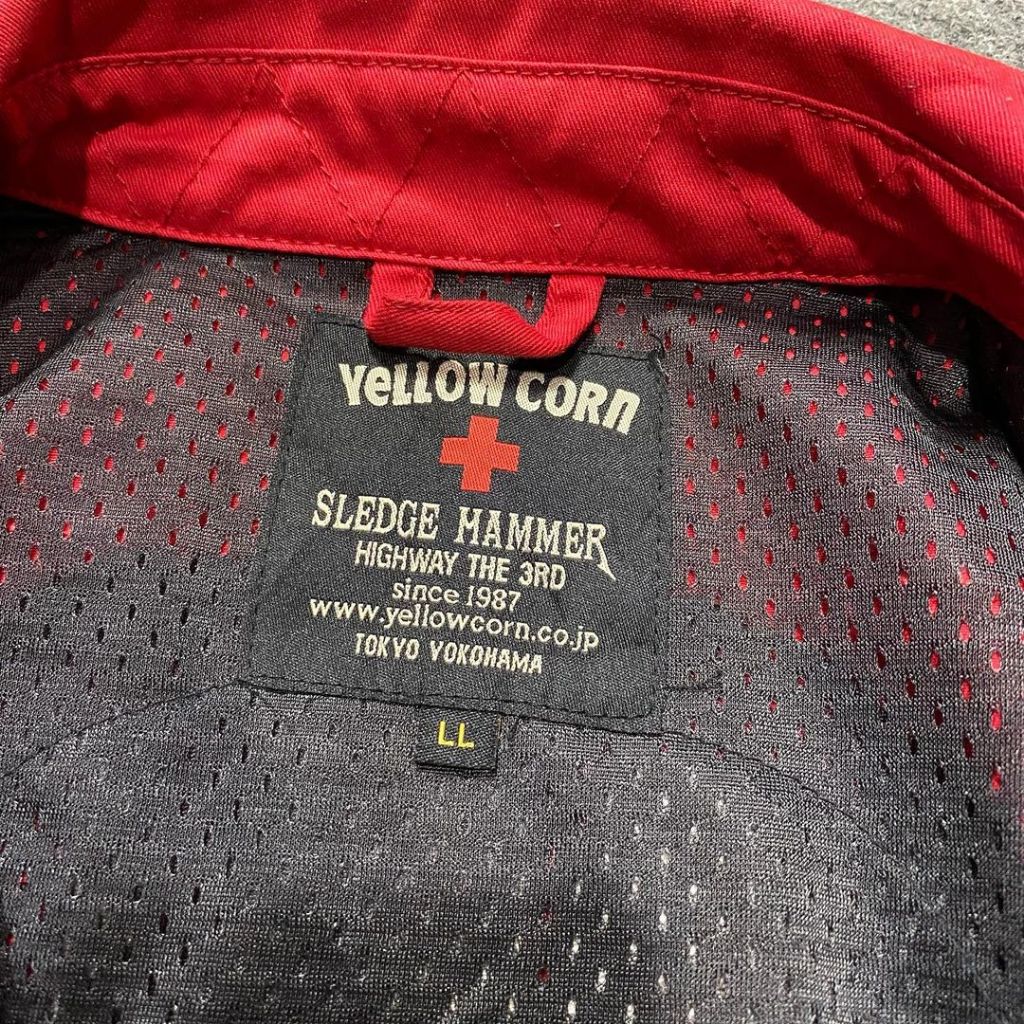 YeLLOW CORn
SLEDGE HAMMER
HIGHWAY THE 3RD
since 1987
www.yellowcorn.co.jp
TOKYO YOKOHAMA
LL